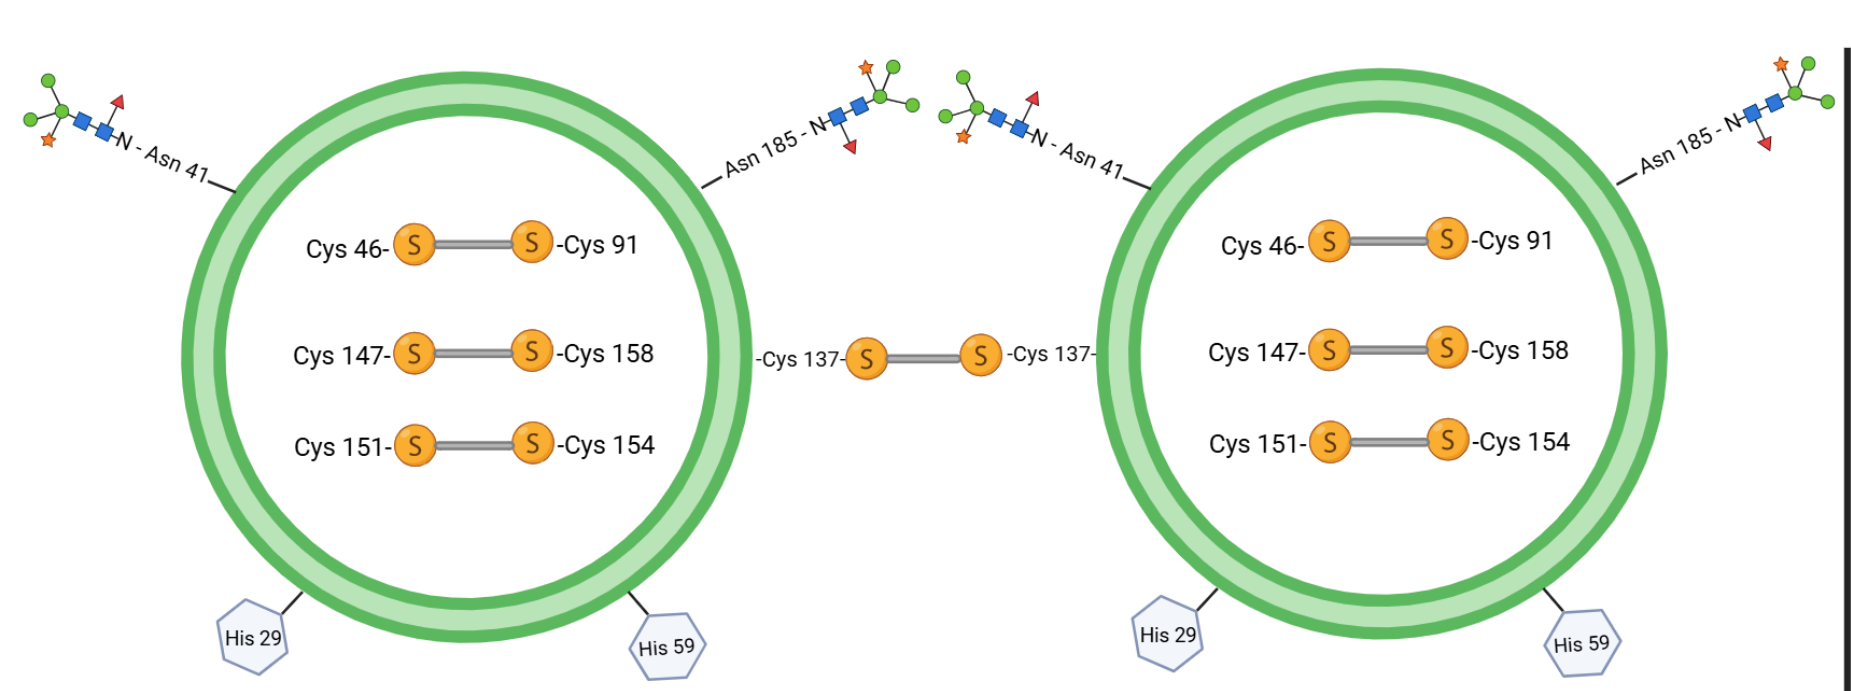 N - Asn 41
Asn 185 - N
N - Asn 41
Asn 185 - N
Cys 46- S S -Cys 91
Cys 46- S S -Cys 91
Cys 147- S S -Cys 158
-Cys 137- S S -Cys 137-
Cys 147- S S -Cys 158
Cys 151- S S -Cys 154
Cys 151- S S -Cys 154
His 29
His 59
His 29
His 59